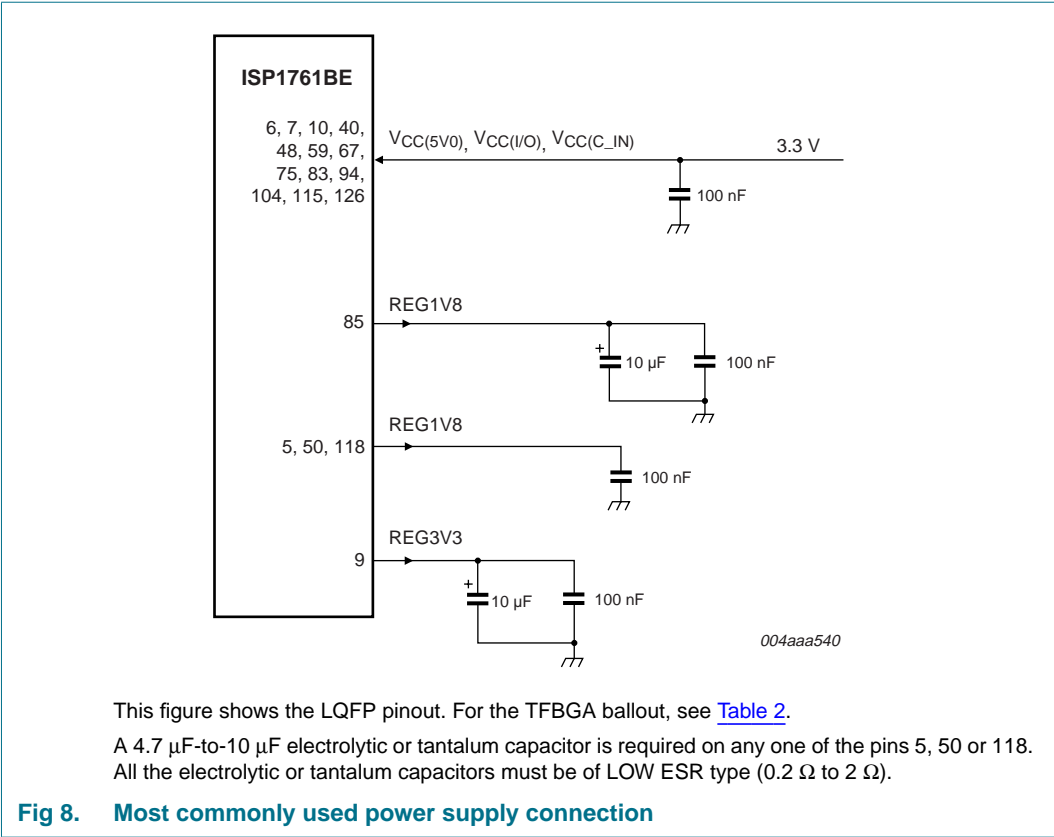 ISP1761BE
6, 7, 10, 40,
48, 59, 67,
75, 83, 94,
104, 115, 126
VCC(5V0), VCC(I/O), VCC(C_IN)
3.3 V
100 nF
85
REG1V8
+
10 µF
100 nF
5, 50, 118
REG1V8
100 nF
9
REG3V3
+
10 µF
100 nF
004aaa540
This figure shows the LQFP pinout. For the TFBGA ballout, see Table 2.
A 4.7 µF-to-10 µF electrolytic or tantalum capacitor is required on any one of the pins 5, 50 or 118.
All the electrolytic or tantalum capacitors must be of LOW ESR type (0.2 Ω to 2 Ω).
Fig 8. Most commonly used power supply connection